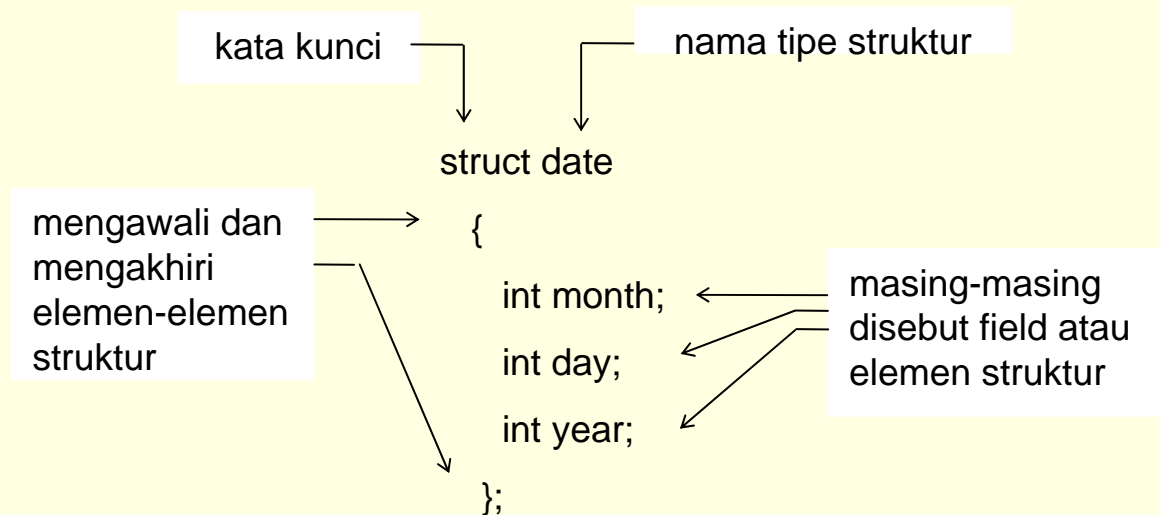 kata kunci
nama tipe struktur
struct date
mengawali dan
mengakhiri
elemen-elemen
struktur
{
int month;
int day;
int year;
};
masing-masing
disebut field atau
elemen struktur